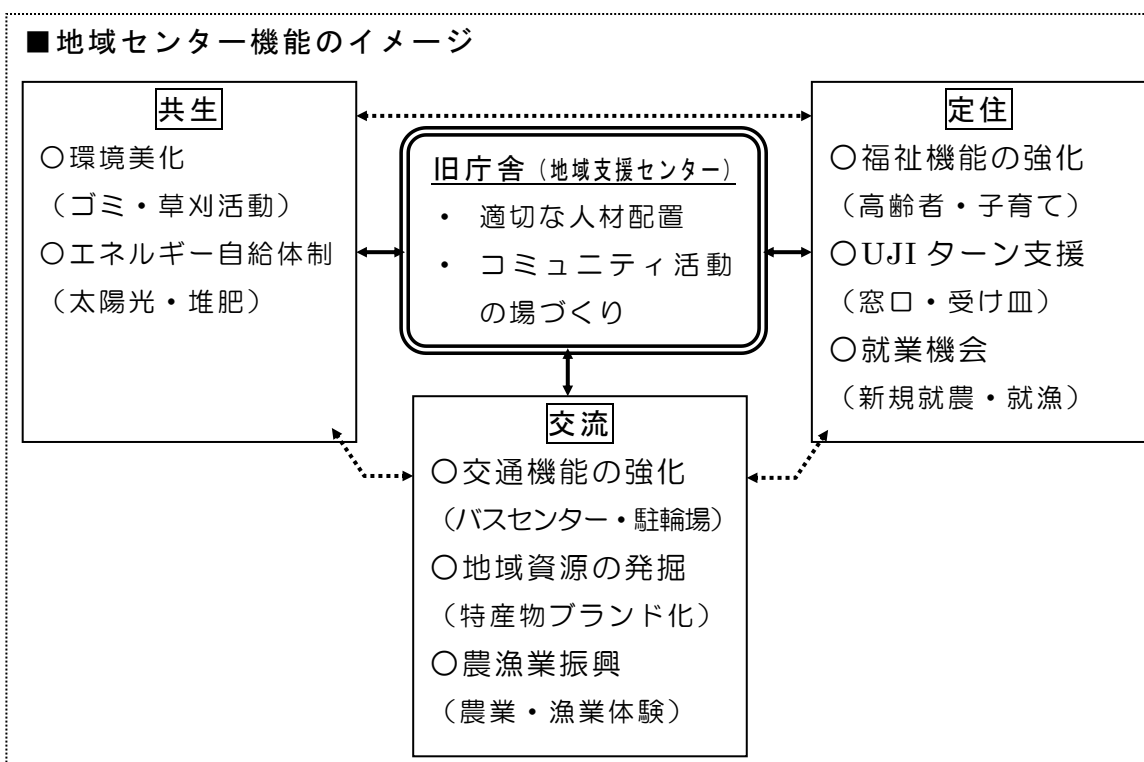 ■地域センター機能のイメージ
共生
○環境美化
（ゴミ・草刈活動）
○エネルギー自給体制
（太陽光・堆肥）
旧庁舎（地域支援センター）
・ 適切な人材配置
・ コミュニティ活動
の場づくり
定住
○福祉機能の強化
（高齢者・子育て）
○UJIターン支援
（窓口・受け皿）
○就業機会
（新規就農・就漁）
交流
○交通機能の強化
（バスセンター・駐輪場）
○地域資源の発掘
（特産物ブランド化）
○農漁業振興
（農業・漁業体験）